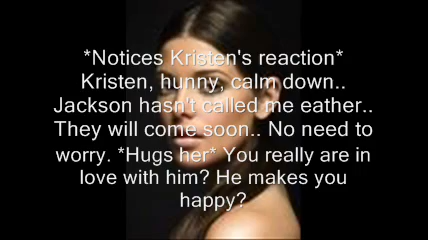 *Notices Kristen's reaction*
Kristen, hunny, calm down..
Jackson hasn't called me eather..
They will come soon.. No need to
worry. *Hugs her* You really are in
love with him? He makes you
happy?